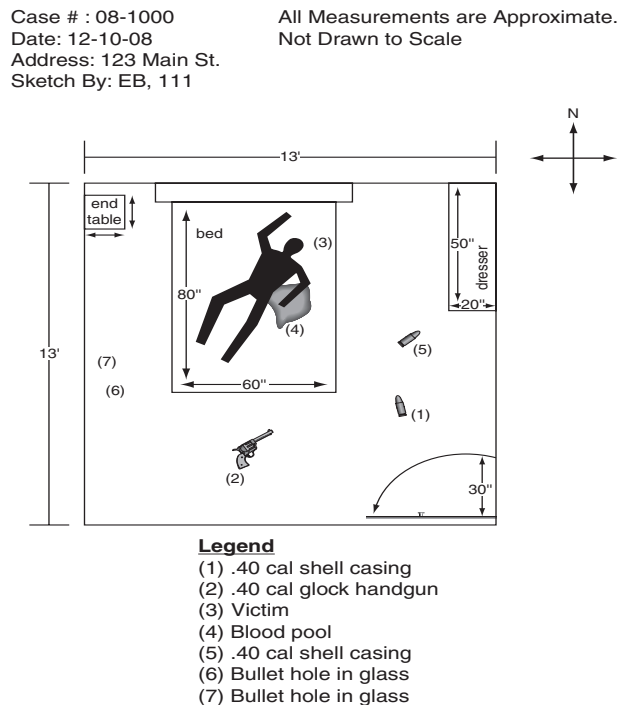 Case # : 08-1000
All Measurements are Approximate.
Date: 12-10-08
Not Drawn to Scale
Address: 123 Main St.
Sketch By: EB, 111
N
13'
end
table
bed
(3)
50"
dresser
80"
20"
(4)
(5)
13'
(7)
60"
(6)
(1)
(2)
30"
Legend
(1) .40 cal shell casing
(2) .40 cal glock handgun
(3) Victim
(4) Blood pool
(5) .40 cal shell casing
(6) Bullet hole in glass
(7) Bullet hole in glass